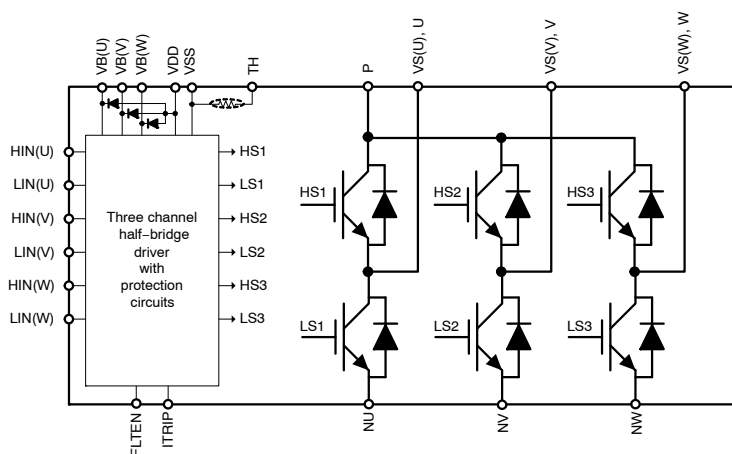 VB(U)
VB(V)
VB(W)
VDD
VSS
TH
P
VS(U), U
VS(V), V
VS(W), W
HIN(U)
LIN(U)
HIN(V)
LIN(V)
HIN(W)
LIN(W)
Three channel
half−bridge
driver
with
protection
circuits
HS1
LS1
HS2
LS2
HS3
LS3
HS1
HS2
HS3
LS1
LS2
LS3
FLTEN
ITRIP
NU
NV
NW